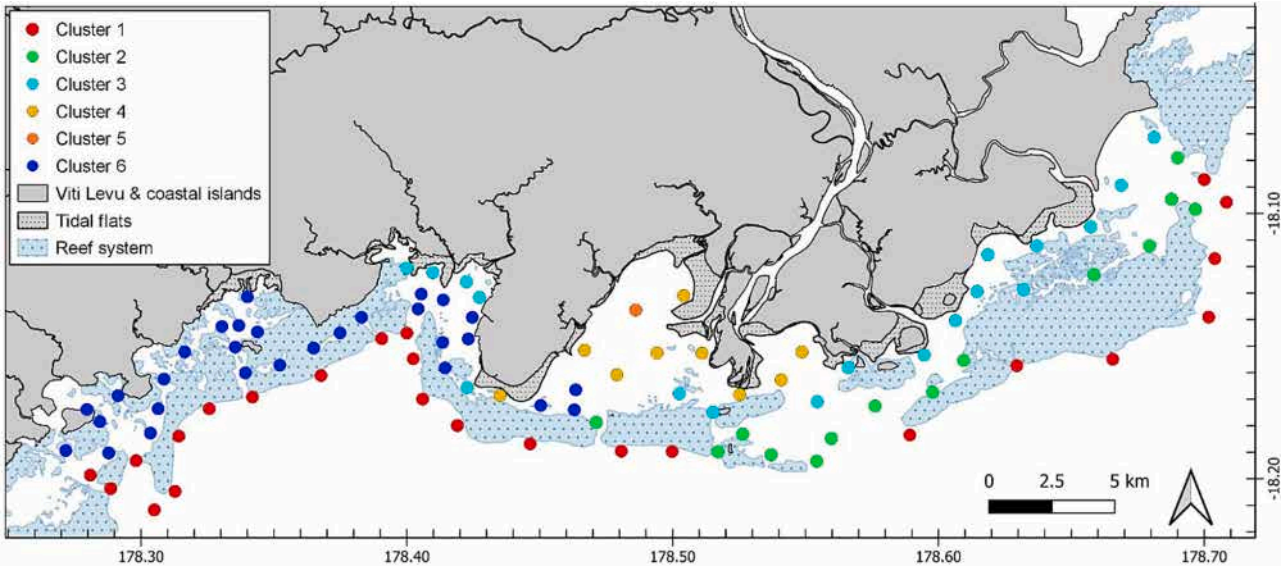 Cluster 1
Cluster 2
Cluster 3
Cluster 4
Cluster 5
Cluster 6
Viti Levu & coastal islands
Tidal flats
Reef system
-18.10
-18.20
0 2.5 5 km
178.30 178.40 178.50 178.60 178.70